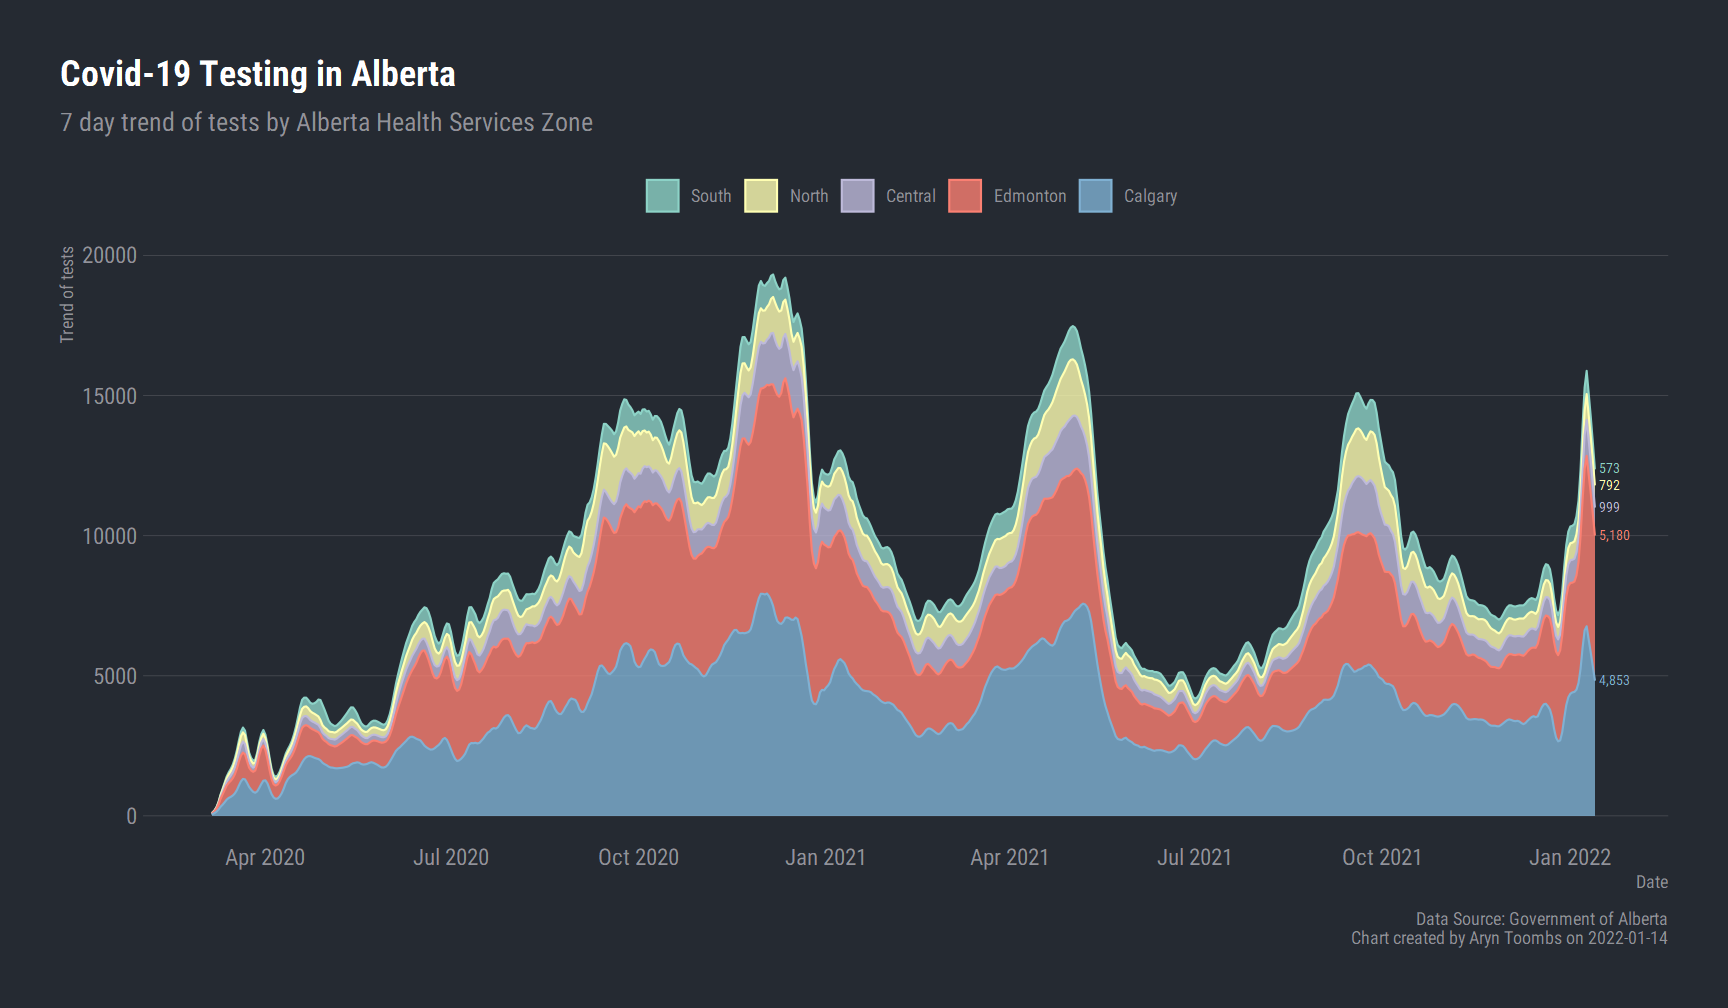 Covid-19 Testing in Alberta
7 day trend of tests by Alberta Health Services Zone
South North Central Edmonton Calgary
Trend of tests
20000
15000
10000
5000
0
573
792
999
5,180
4,853
Apr 2020 Jul 2020 Oct 2020 Jan 2021 Apr 2021 Jul 2021 Oct 2021 Jan 2022
Date
Data Source: Government of Alberta
Chart created by Aryn Toombs on 2022-01-14